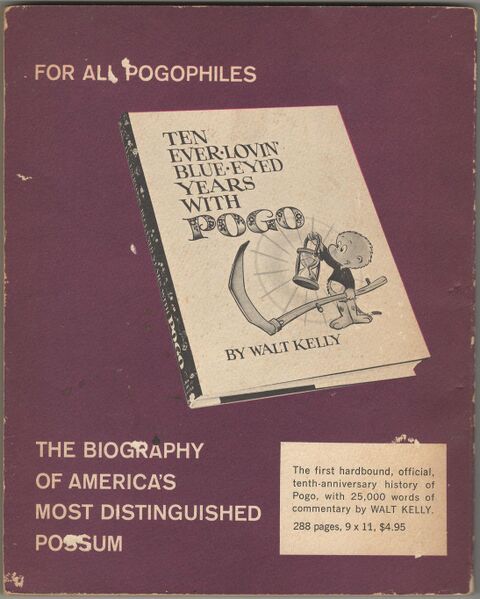 FOR ALL POGOPHILES
TEN
EVER·LOVIN'
BLUE·EYED
YEARS
WITH
POGO
BY WALT KELLY
POGO
THE BIOGRAPHY
OF AMERICA'S
MOST DISTINGUISHED
POSSUM
The first hardbound, official,
tenth-anniversary history of
Pogo, with 25,000 words of
commentary by WALT KELLY.
288 pages, 9 x 11, $4.95